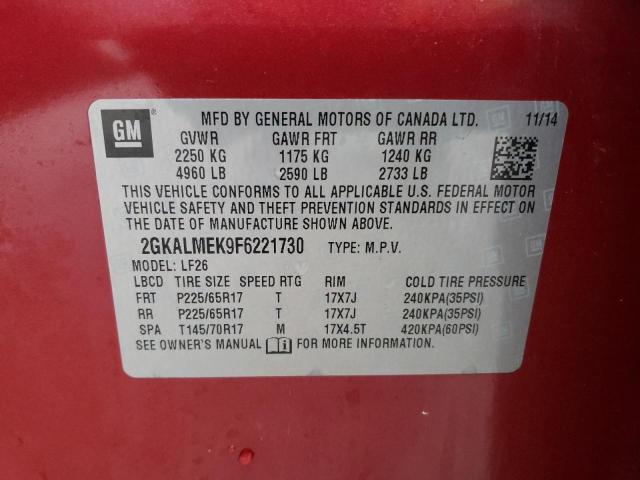 GM ® MFD BY GENERAL MOTORS OF CANADA LTD. 11/14
GVWR GAWR FRT GAWR RR
2250 KG 1175 KG 1240 KG
4960 LB 2590 LB 2733 LB
THIS VEHICLE CONFORMS TO ALL APPLICABLE U.S. FEDERAL MOTOR
VEHICLE SAFETY AND THEFT PREVENTION STANDARDS IN EFFECT ON
THE DATE OF MANUFACTURE SHOWN ABOVE.
2GKALMEK9F6221730 TYPE: M.P.V.
MODEL: LF26
LBCD TIRE SIZE SPEED RTG RIM COLD TIRE PRESSURE
FRT P225/65R17 T 17X7J 240KPA(35PSI)
RR P225/65R17 T 17X7J 240KPA(35PSI)
SPA T145/70R17 M 17X4.5T 420KPA(60PSI)
SEE OWNER'S MANUAL FOR MORE INFORMATION.